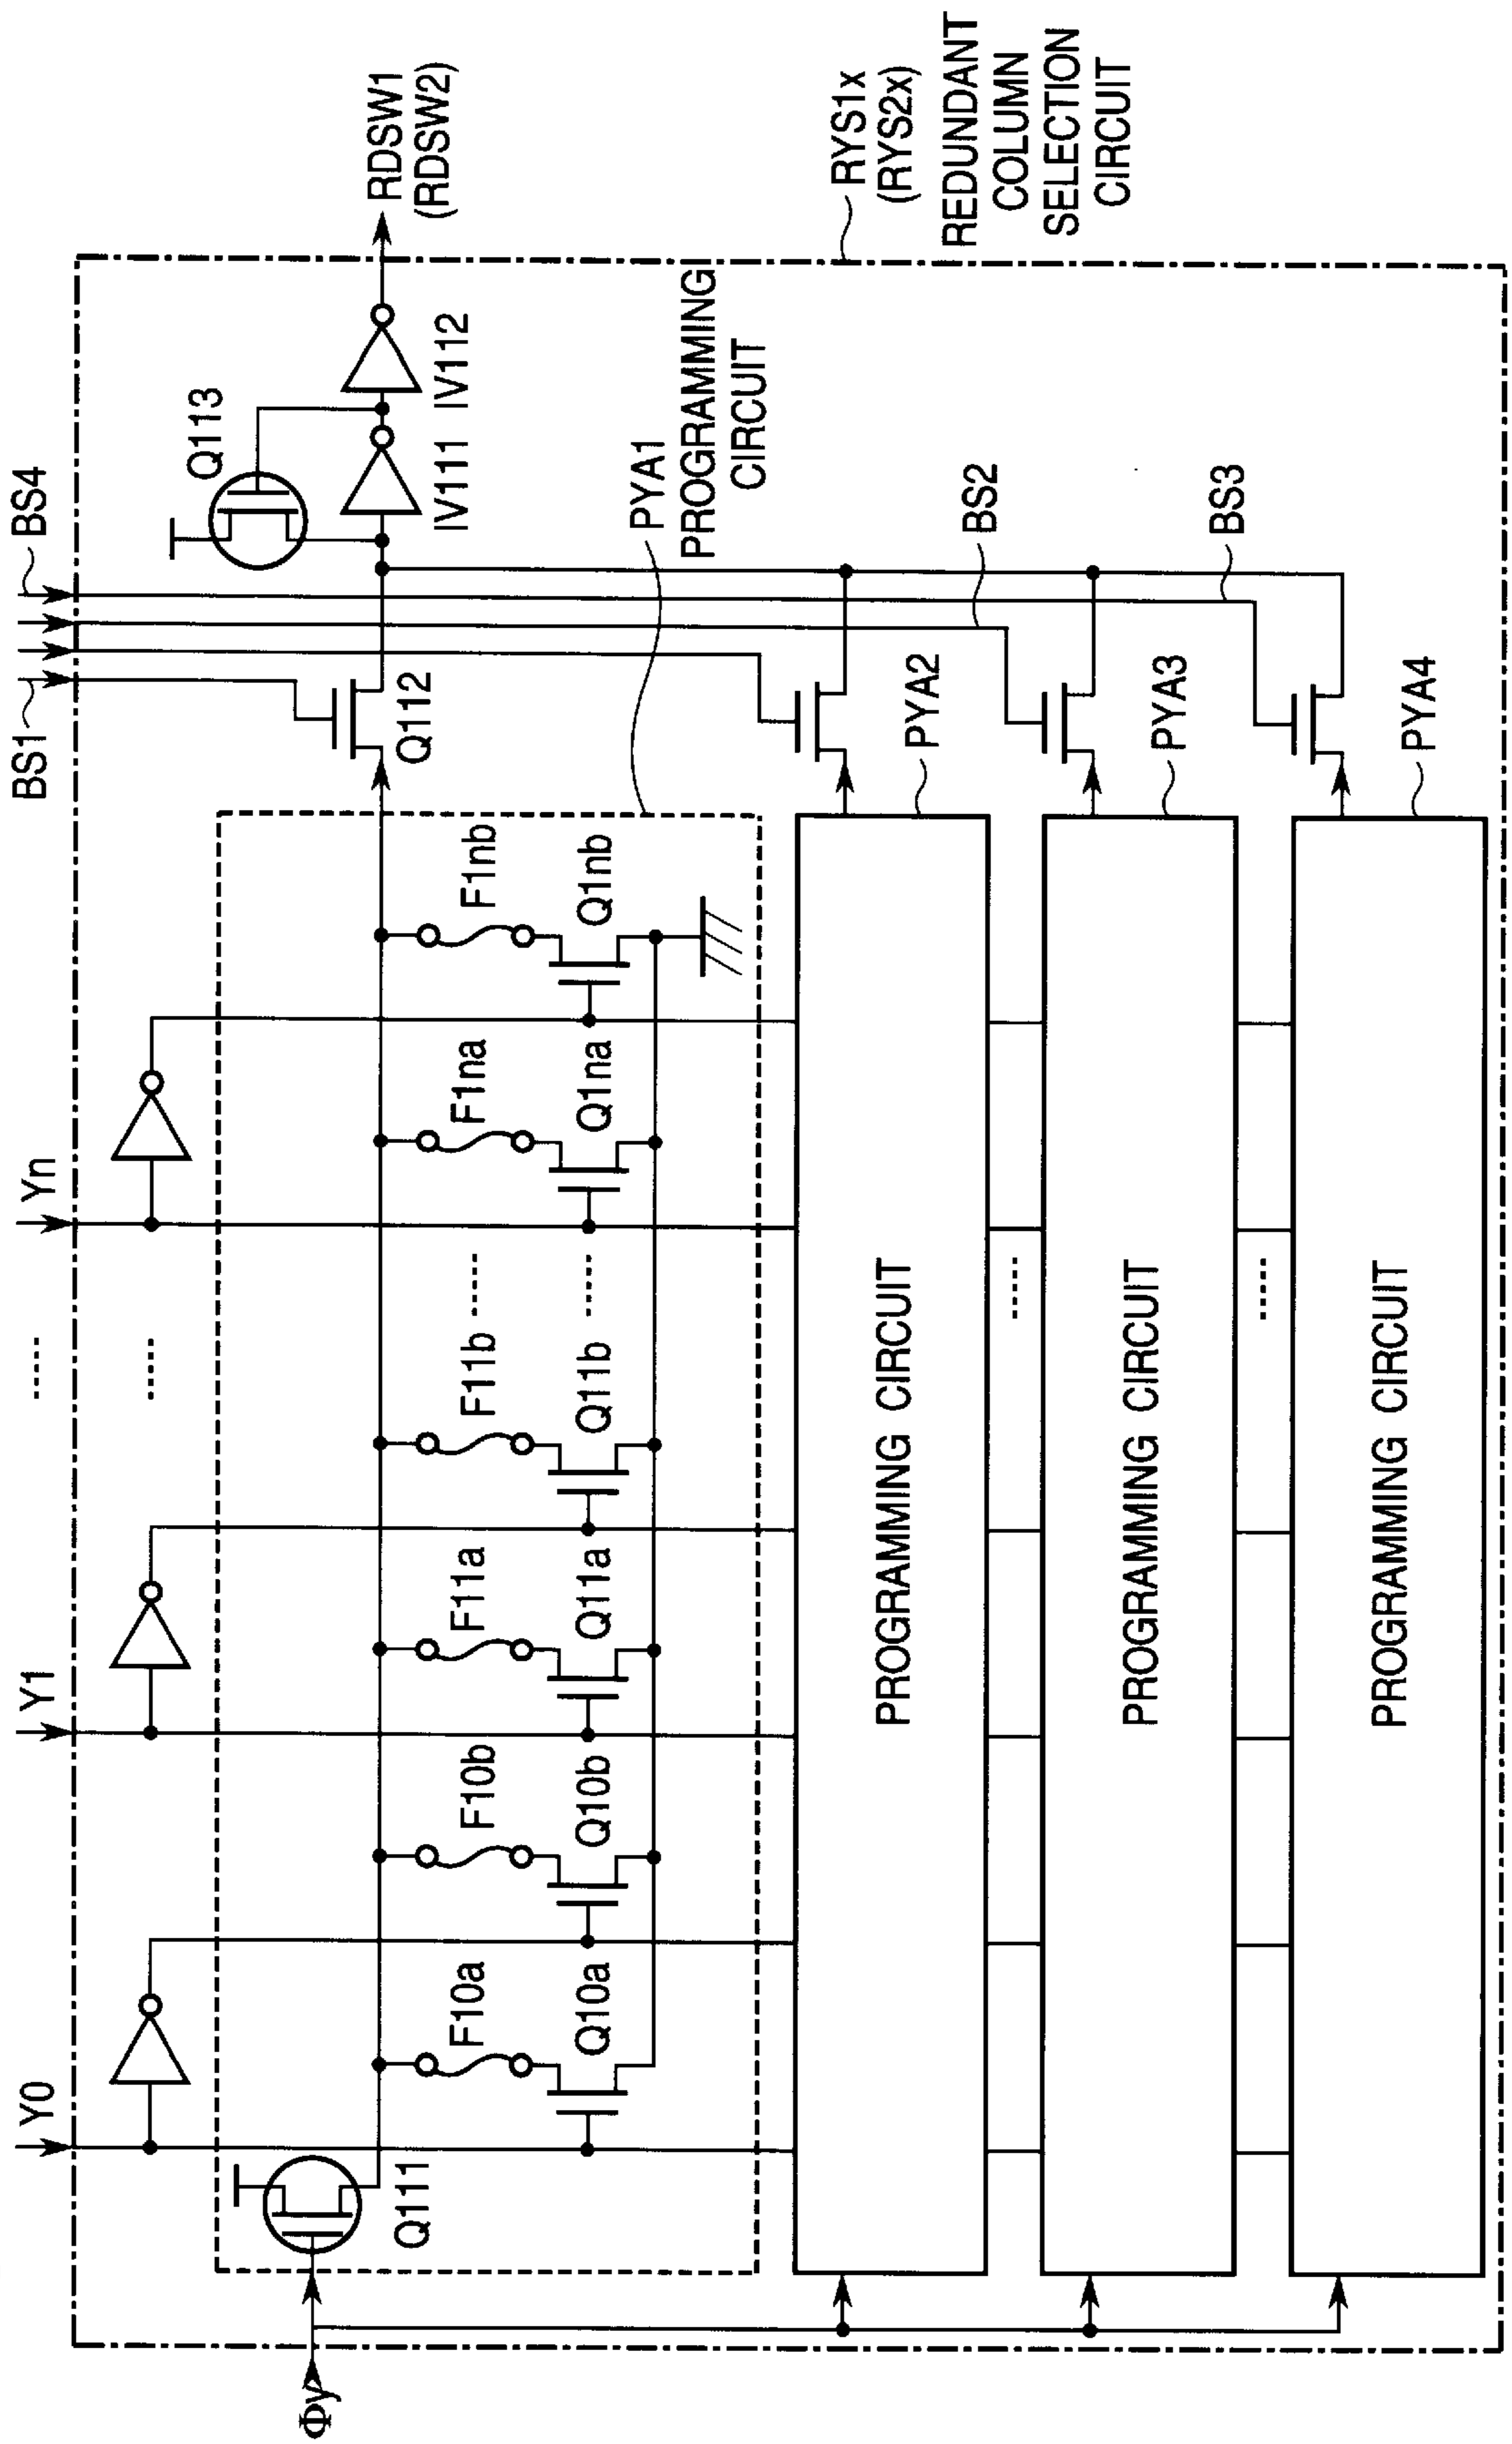 Y0
Y1
.....
Yn
BS1
BS4
Φy
Q111
F10a
Q10a
F10b
Q10b
F11a
Q11a
F11b
Q11b
.....
F1na
Q1na
F1nb
Q1nb
Q112
Q113
IV111
IV112
RDSW1
(RDSW2)
PYA1
PROGRAMMING
CIRCUIT
RYS1x
(RYS2x)
REDUNDANT
COLUMN
SELECTION
CIRCUIT
PROGRAMMING CIRCUIT
PYA2
BS2
PROGRAMMING CIRCUIT
PYA3
BS3
PROGRAMMING CIRCUIT
PYA4